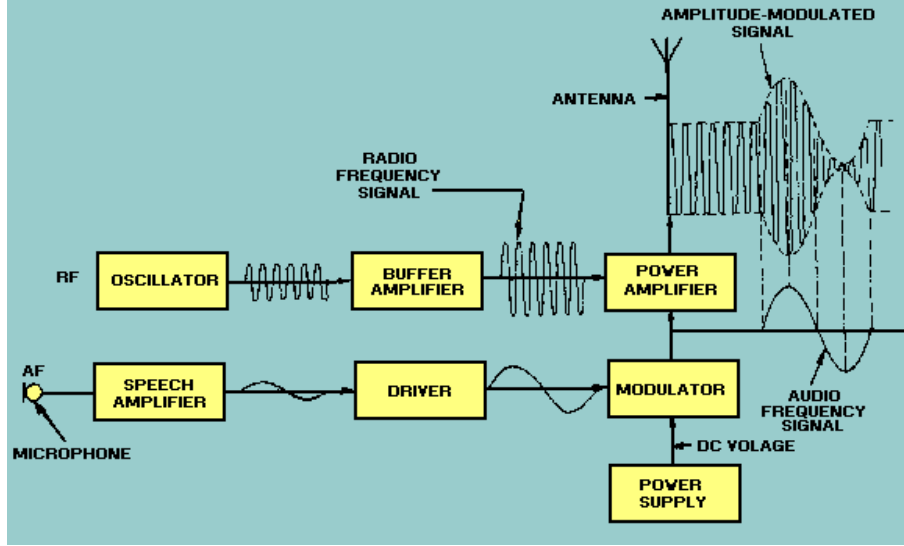 AMPLITUDE-MODULATED
SIGNAL
ANTENNA
RADIO
FREQUENCY
SIGNAL
RF
OSCILLATOR
BUFFER
AMPLIFIER
POWER
AMPLIFIER
AF
SPEECH
AMPLIFIER
DRIVER
MODULATOR
AUDIO
FREQUENCY
SIGNAL
MICROPHONE
DC VOLAGE
POWER
SUPPLY